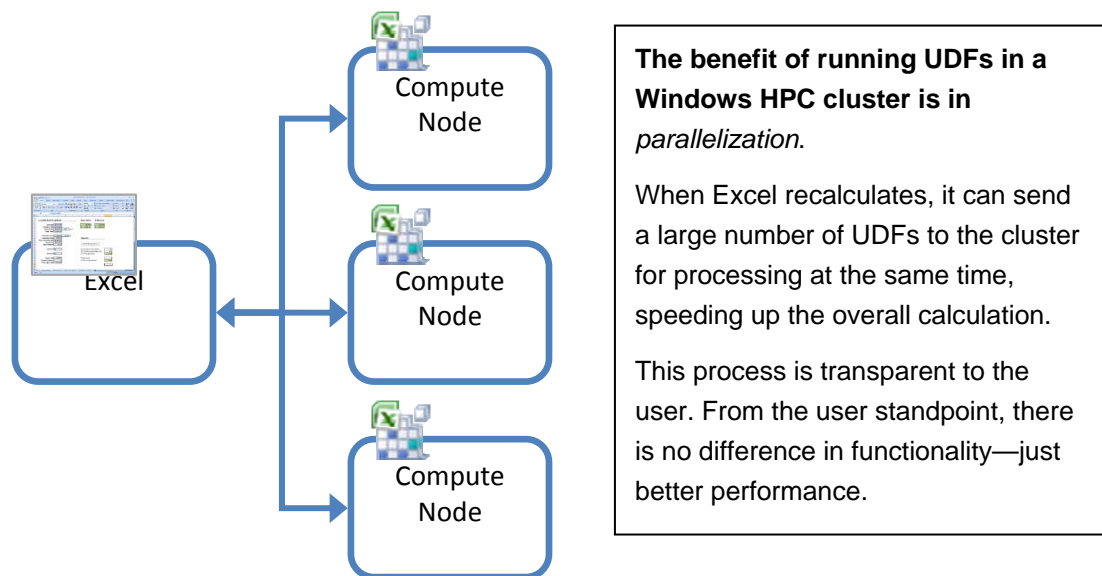 Excel
Compute
Node
Compute
Node
Compute
Node
The benefit of running UDFs in a
Windows HPC cluster is in
parallelization.
When Excel recalculates, it can send
a large number of UDFs to the cluster
for processing at the same time,
speeding up the overall calculation.
This process is transparent to the
user. From the user standpoint, there
is no difference in functionality—just
better performance.